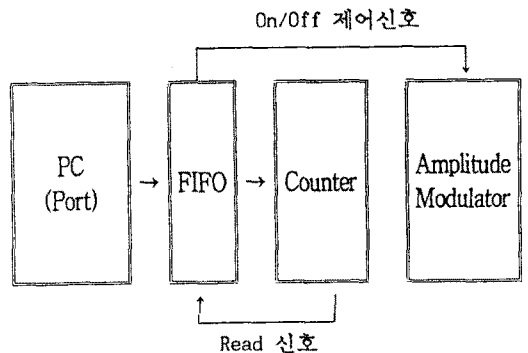 On/Off 제어신호
PC
(Port)
FIFO
Counter
Amplitude
Modulator
Read 신호